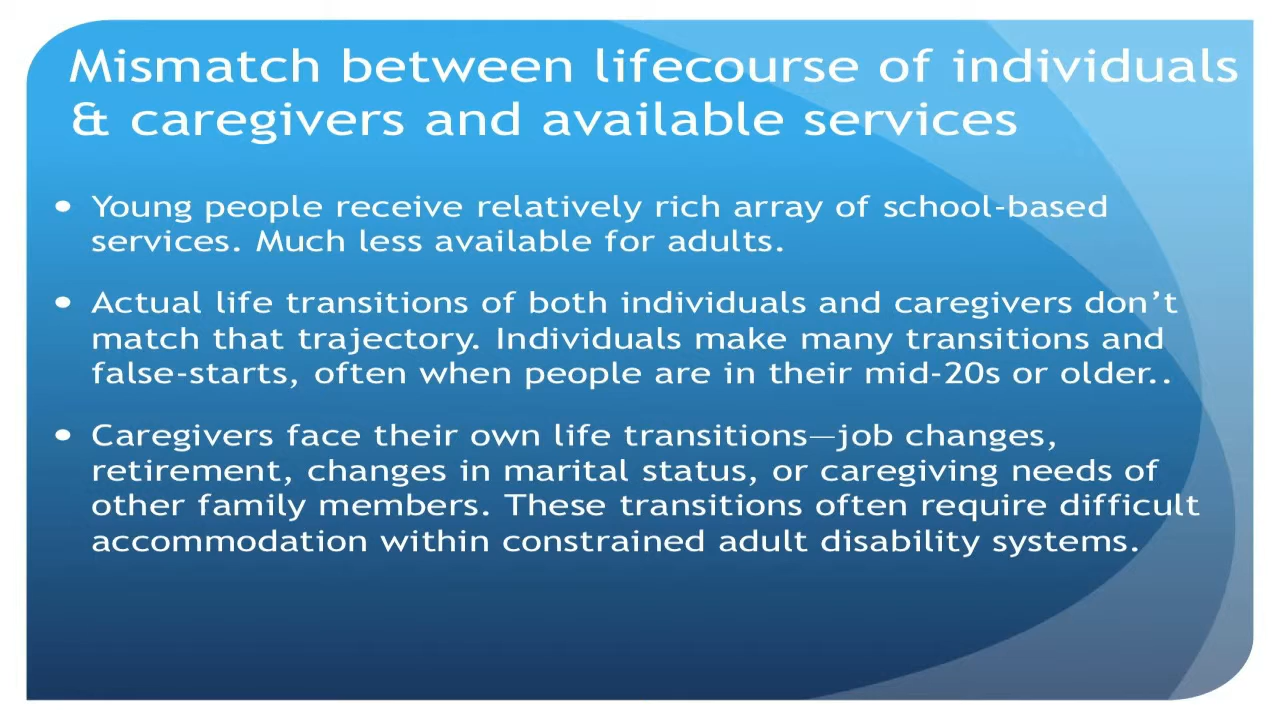 Mismatch between lifecourse of individuals
& caregivers and available services
• Young people receive relatively rich array of school-based
services. Much less available for adults.
• Actual life transitions of both individuals and caregivers don’t
match that trajectory. Individuals make many transitions and
false-starts, often when people are in their mid-20s or older..
• Caregivers face their own life transitions—job changes,
retirement, changes in marital status, or caregiving needs of
other family members. These transitions often require difficult
accommodation within constrained adult disability systems.